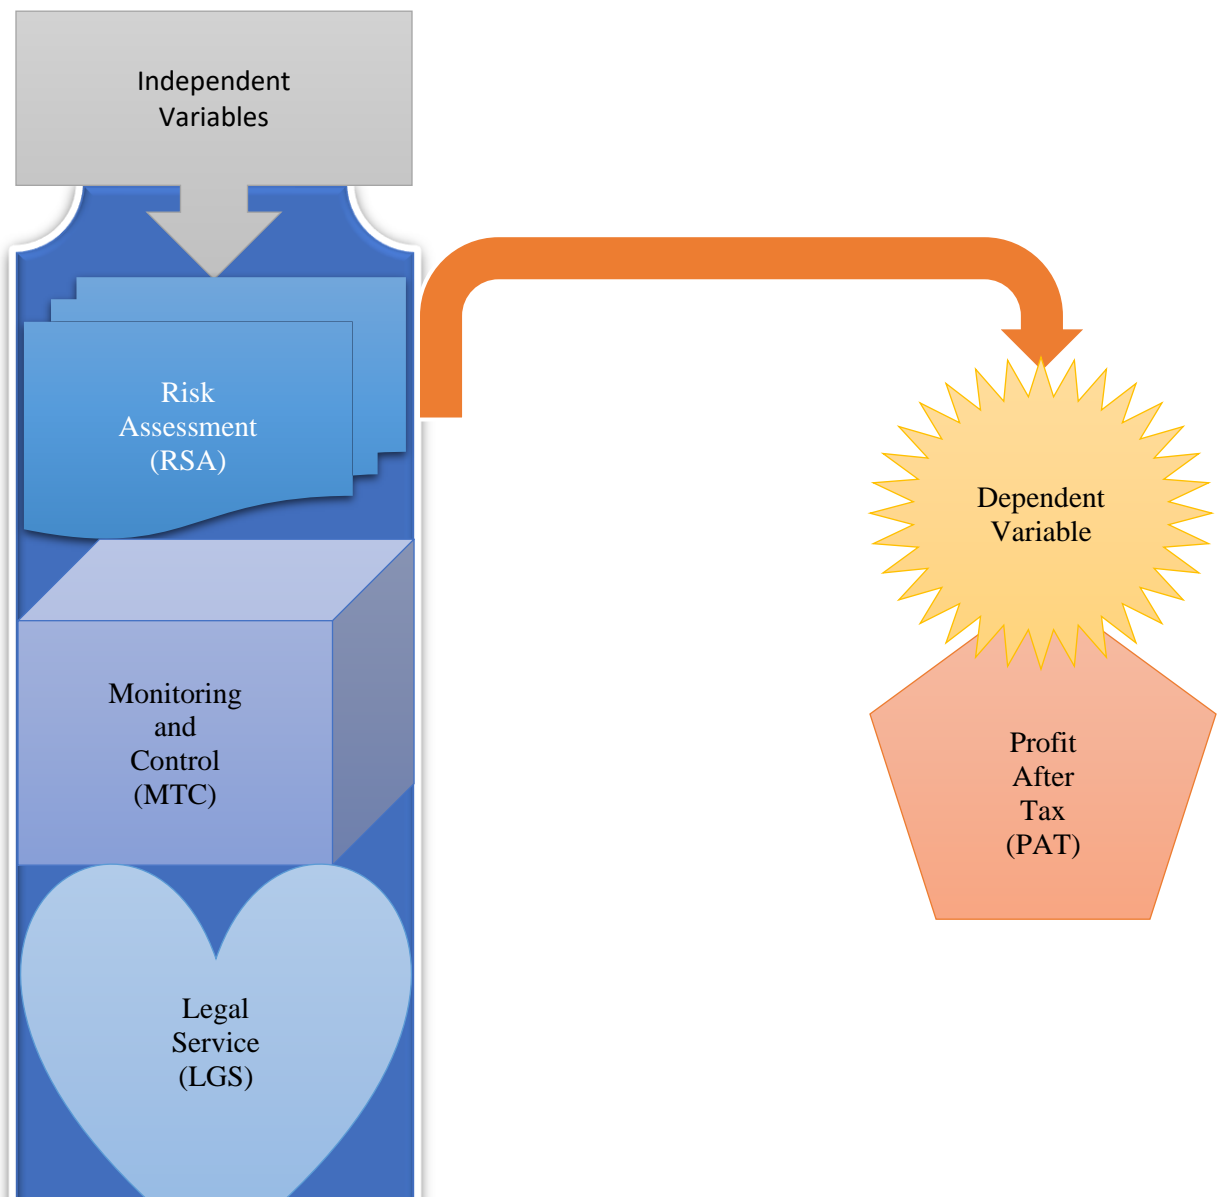 Independent
Variables
Risk
Assessment
(RSA)
Monitoring
and
Control
(MTC)
Legal
Service
(LGS)
Dependent
Variable
Profit
After
Tax
(PAT)